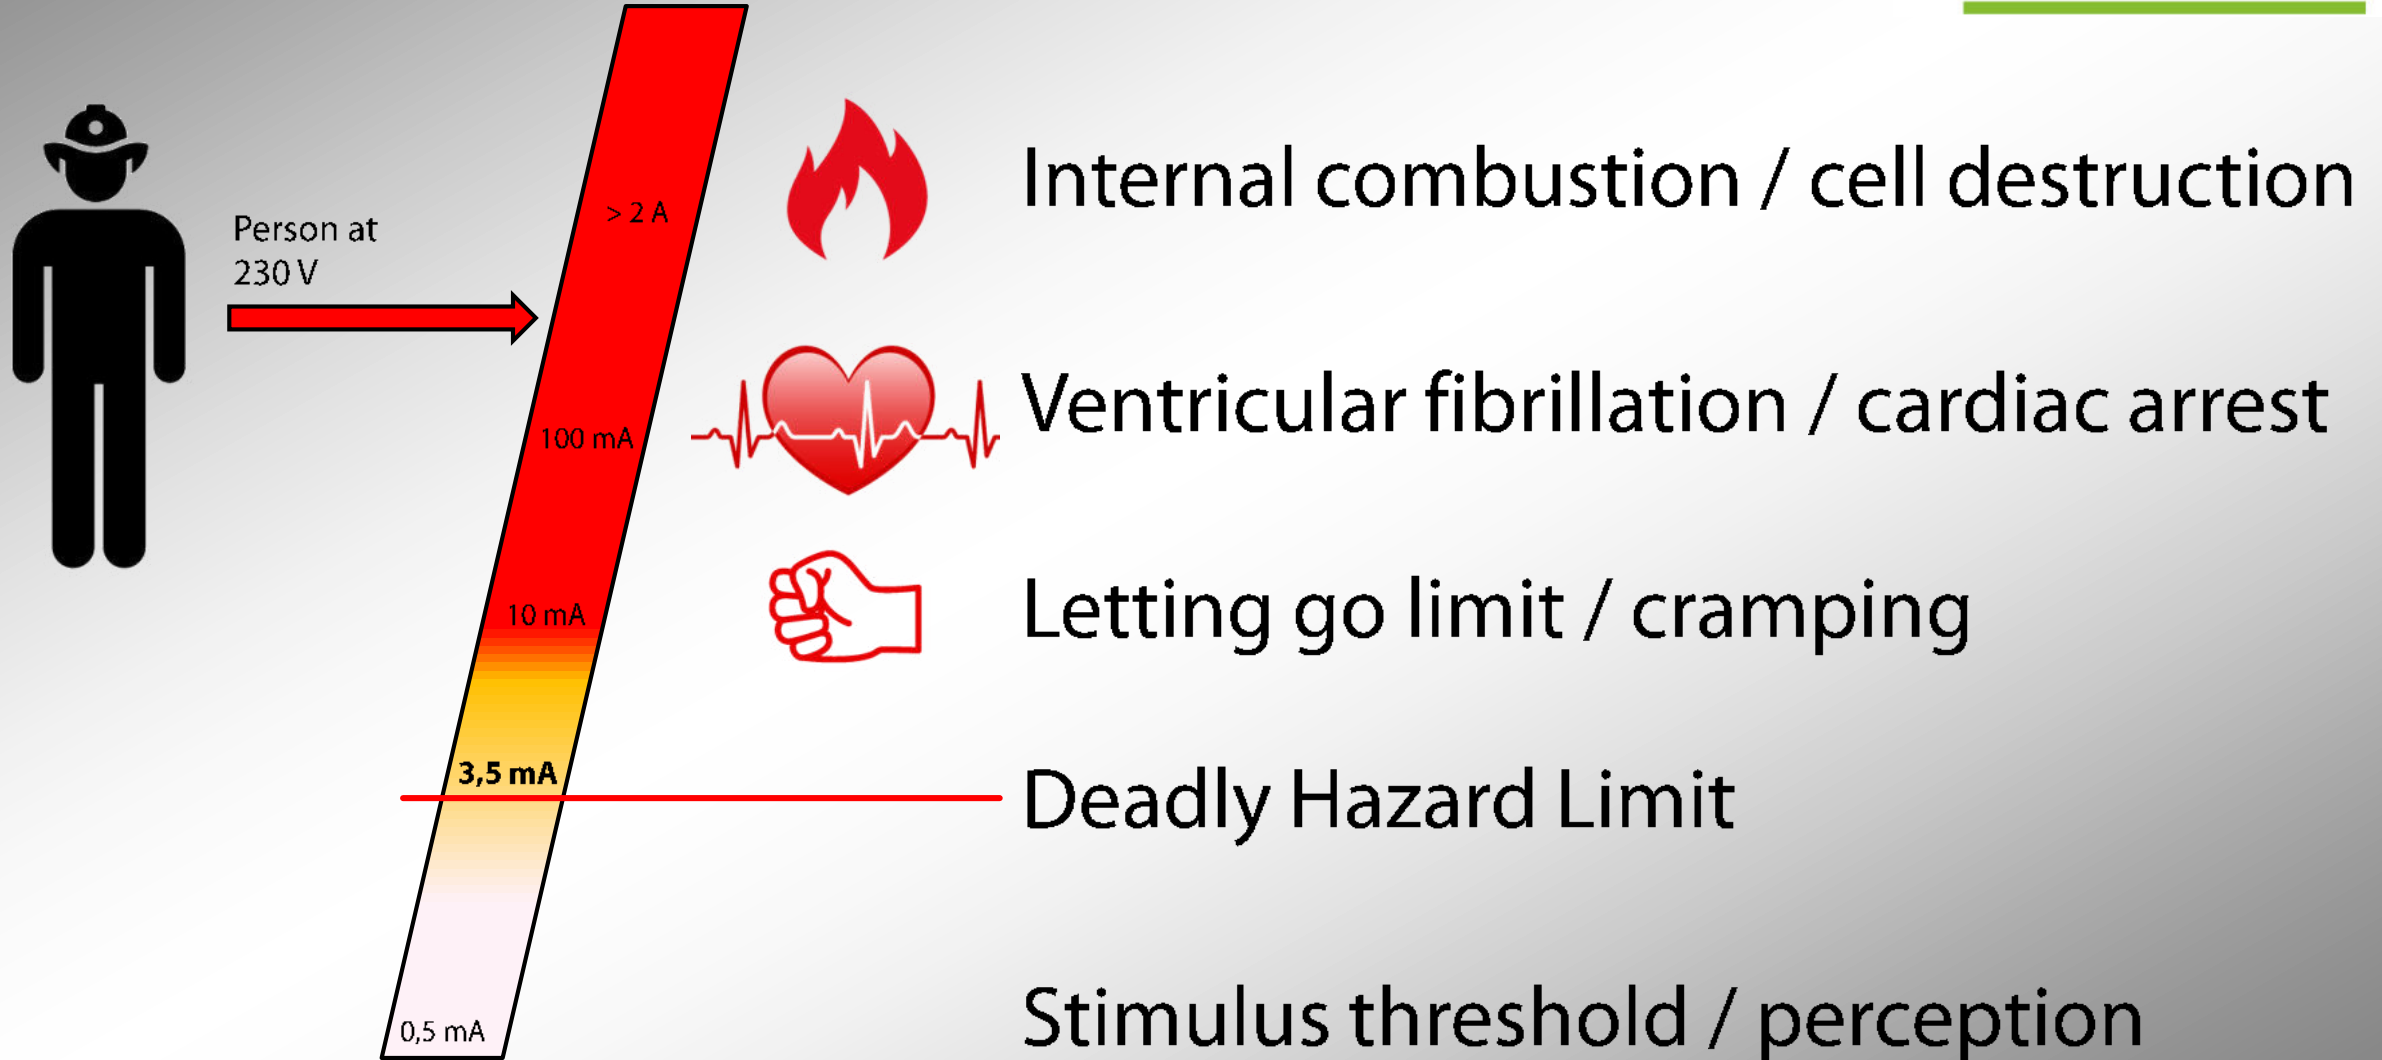 Person at
230 V
> 2 A
Internal combustion / cell destruction
100 mA
Ventricular fibrillation / cardiac arrest
10 mA
Letting go limit / cramping
3,5 mA
Deadly Hazard Limit
0,5 mA
Stimulus threshold / perception